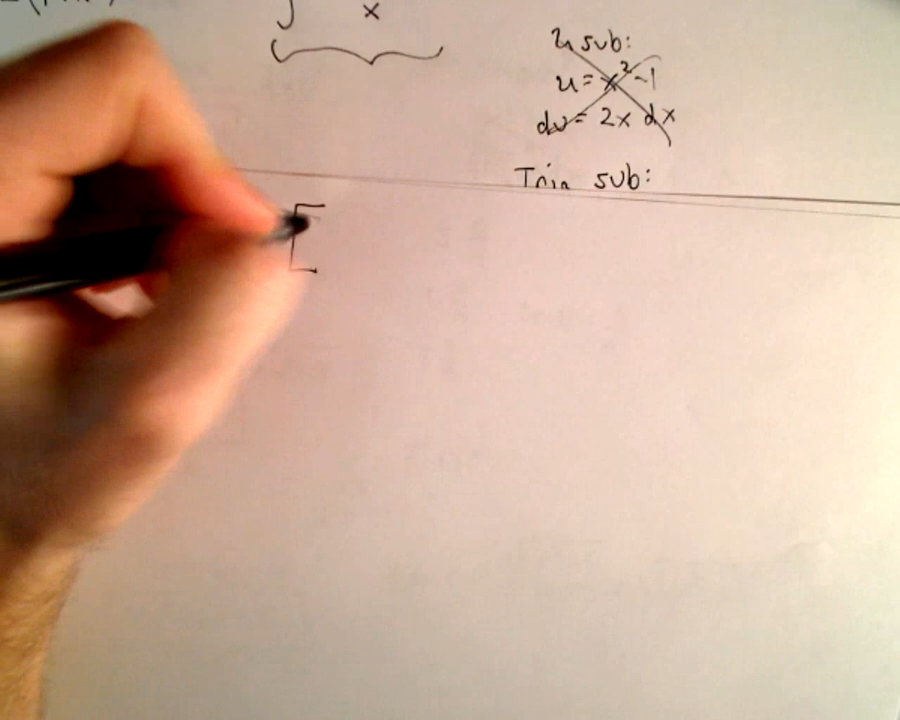 ∫ x
u sub:
u = x² - 1
du = 2x dx
Trig sub:
[